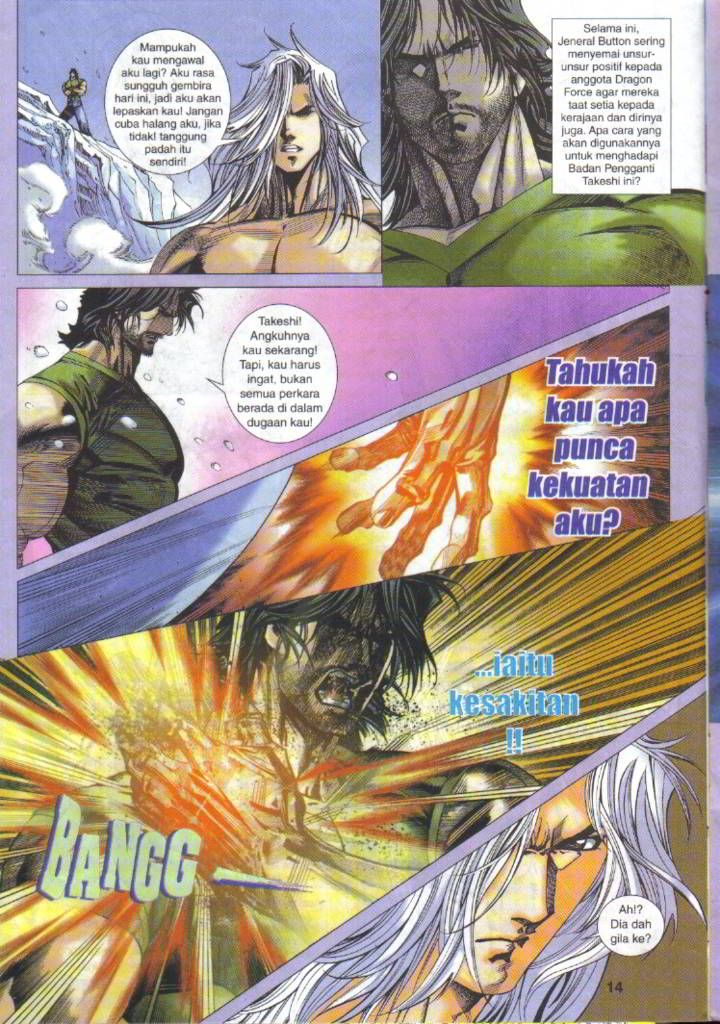 Mampukah
kau mengawal
aku lagi? Aku rasa
sungguh gembira
hari ini, jadi aku akan
lepaskan kau! Jangan
cuba halang aku, jika
tidak! tanggung
padah itu
sendiri!
Selama ini,
Jeneral Button sering
menyemai unsur-
unsur positif kepada
anggota Dragon
Force agar mereka
taat setia kepada
kerajaan dan dirinya
juga. Apa cara yang
akan digunakannya
untuk menghadapi
Badan Pengganti
Takeshi ini?
Takeshi!
Angkuhnya
kau sekarang!
Tapi, kau harus
ingat, bukan
semua perkara
berada di dalam
dugaan kau!
Tahukah
kau apa
punca
kekuatan
aku?
...iaitu
kesakitan
!!
BANGG
Ah!?
Dia dah
gila ke?
14